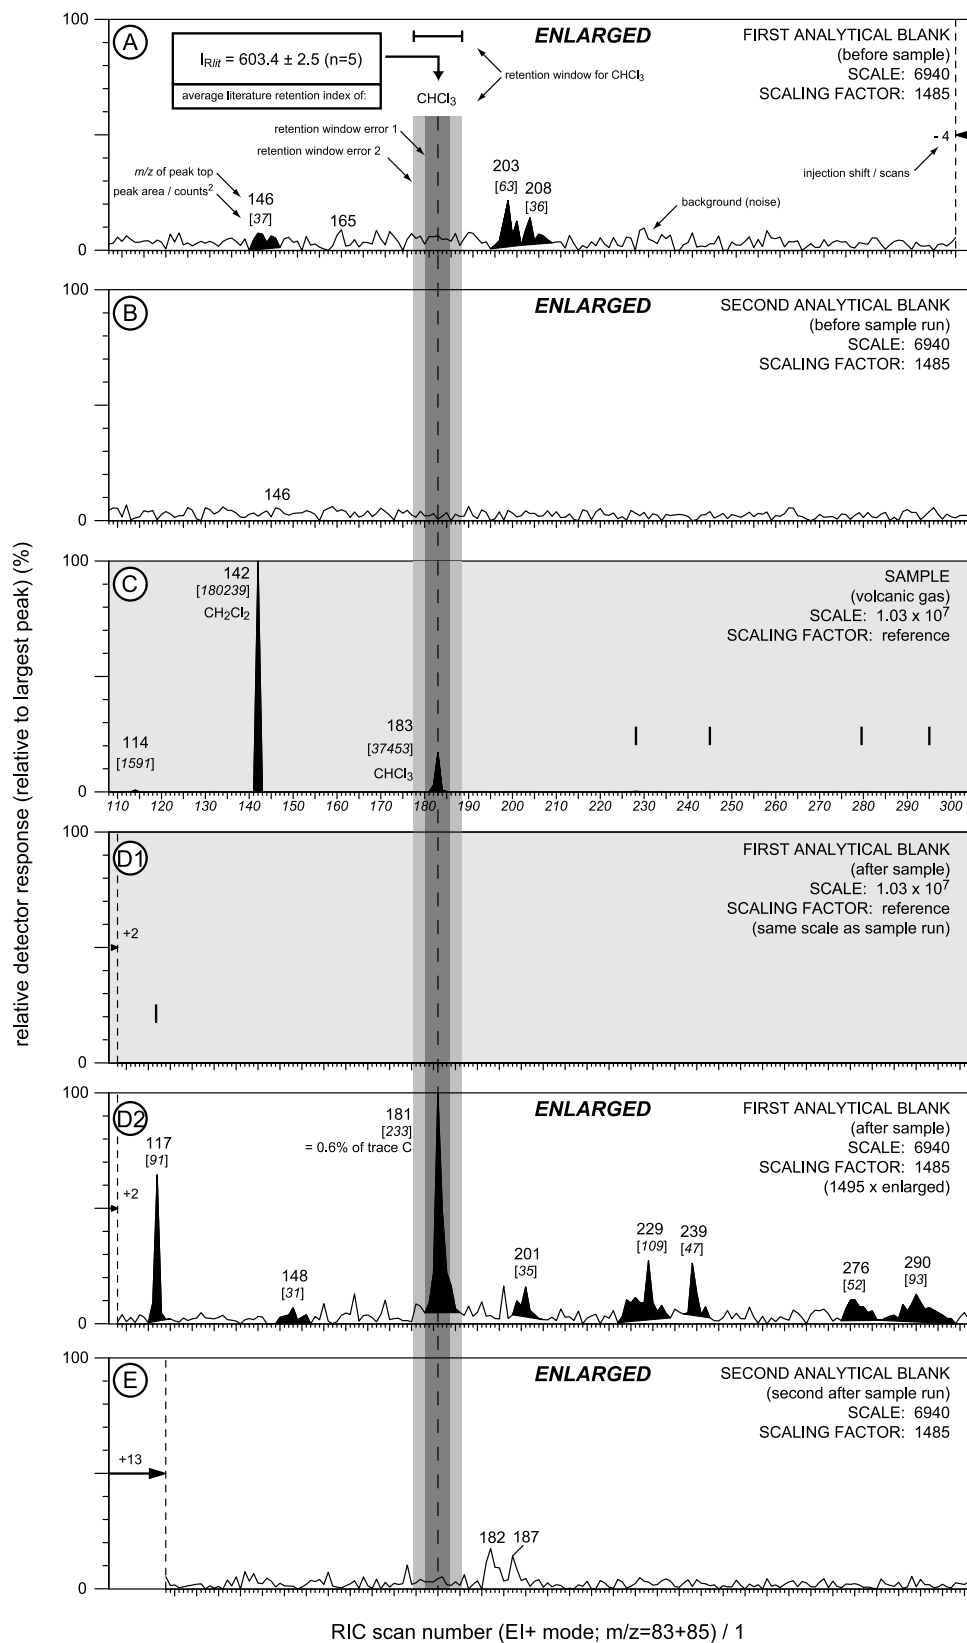 relative detector response (relative to largest peak) (%)
100
A
ENLARGED
FIRST ANALYTICAL BLANK
(before sample)
SCALE: 6940
SCALING FACTOR: 1485
IRlit = 603.4 ± 2.5 (n=5)
average literature retention index of:
CHCl3
retention window for CHCl3
retention window error 1
retention window error 2
- 4
injection shift / scans
m/z of peak top
peak area / counts2
146
[37]
165
203
[63]
208
[36]
background (noise)
0
100
B
ENLARGED
SECOND ANALYTICAL BLANK
(before sample run)
SCALE: 6940
SCALING FACTOR: 1485
146
0
100
C
SAMPLE
(volcanic gas)
SCALE: 1.03 x 107
SCALING FACTOR: reference
142
[180239]
CH2Cl2
114
[1591]
183
[37453]
CHCl3
0
110 120 130 140 150 160 170 180 190 200 210 220 230 240 250 260 270 280 290 300
100
D1
FIRST ANALYTICAL BLANK
(after sample)
SCALE: 1.03 x 107
SCALING FACTOR: reference
(same scale as sample run)
+2
0
100
D2
ENLARGED
FIRST ANALYTICAL BLANK
(after sample)
SCALE: 6940
SCALING FACTOR: 1485
(1495 x enlarged)
181
[233]
= 0.6% of trace C
117
[91]
+2
148
[31]
201
[35]
229
[109]
239
[47]
276
[52]
290
[93]
0
100
E
ENLARGED
SECOND ANALYTICAL BLANK
(second after sample run)
SCALE: 6940
SCALING FACTOR: 1485
+13
182
187
0
RIC scan number (EI+ mode; m/z=83+85) / 1